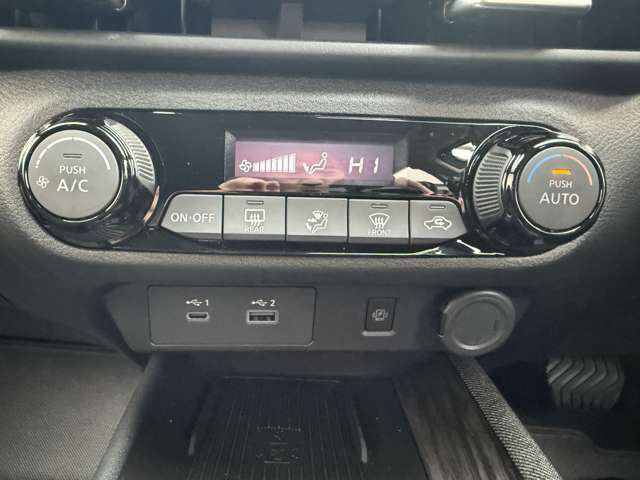 HI
PUSH
A/C
PUSH
AUTO
ON·OFF
REAR
FRONT
1
2